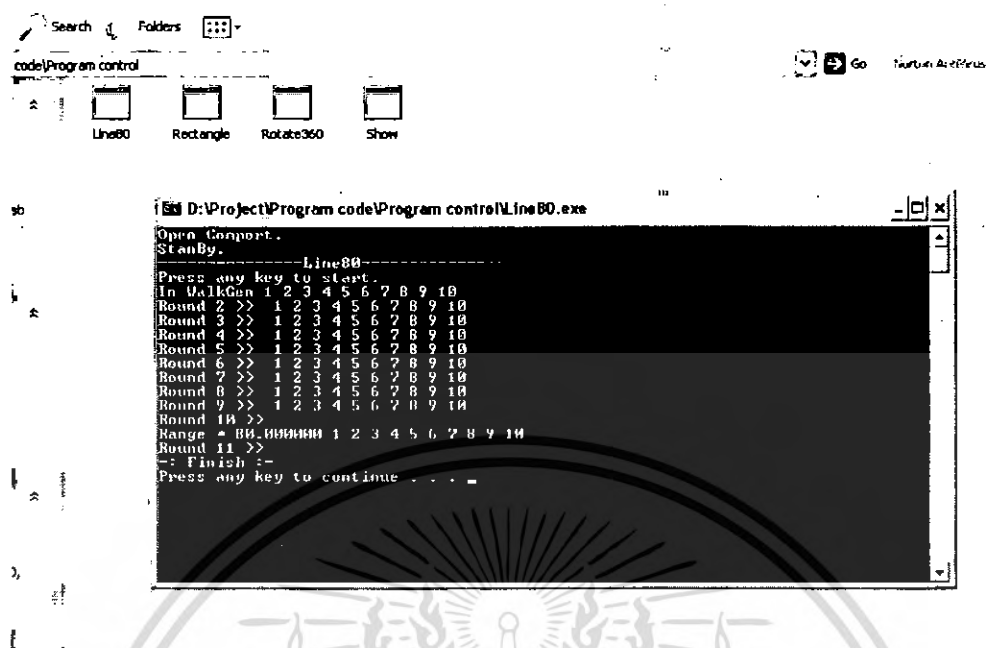 Search Folders
code\Program control
Go Norton AntiVirus
Line80 Rectangle Rotate360 Show
D:\Project\Program code\Program control\Line80.exe
Open Comport.
StanBy.
---------------Line80---------------
Press any key to start.
In WalkGen 1 2 3 4 5 6 7 8 9 10
Round 2 >> 1 2 3 4 5 6 7 8 9 10
Round 3 >> 1 2 3 4 5 6 7 8 9 10
Round 4 >> 1 2 3 4 5 6 7 8 9 10
Round 5 >> 1 2 3 4 5 6 7 8 9 10
Round 6 >> 1 2 3 4 5 6 7 8 9 10
Round 7 >> 1 2 3 4 5 6 7 8 9 10
Round 8 >> 1 2 3 4 5 6 7 8 9 10
Round 9 >> 1 2 3 4 5 6 7 8 9 10
Round 10 >>
Range = 80.000000 1 2 3 4 5 6 7 8 9 10
Round 11 >>
-: Finish :-
Press any key to continue . . . _